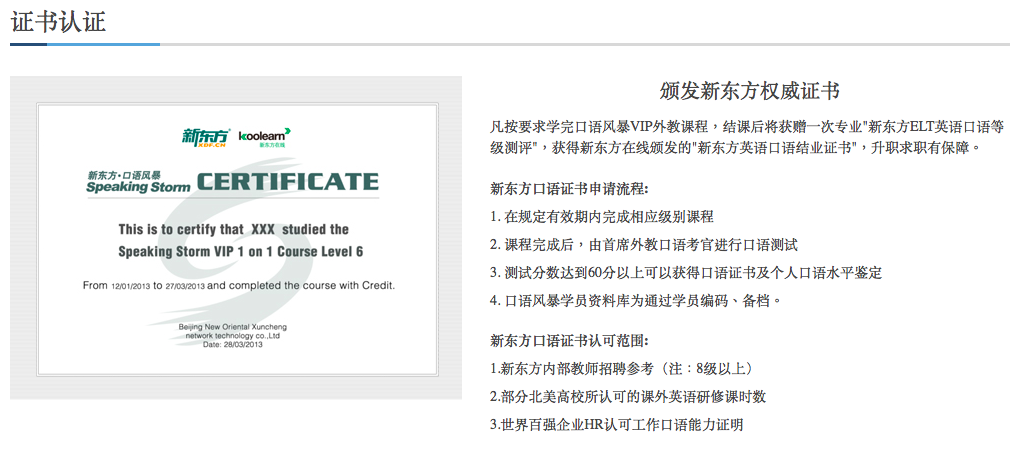 证书认证
新东方
XDF.CN
koolearn
新东方在线
新东方·口语风暴
Speaking Storm CERTIFICATE
This is to certify that XXX studied the
Speaking Storm VIP 1 on 1 Course Level 6
From 12/01/2013 to 27/03/2013 and completed the course with Credit.
Beijing New Oriental Xuncheng
network technology co.,Ltd
Date: 28/03/2013
颁发新东方权威证书
凡按要求学完口语风暴VIP外教课程，结课后将获赠一次专业"新东方ELT英语口语等
级测评"，获得新东方在线颁发的"新东方英语口语结业证书"，升职求职有保障。
新东方口语证书申请流程:
1. 在规定有效期内完成相应级别课程
2. 课程完成后，由首席外教口语考官进行口语测试
3. 测试分数达到60分以上可以获得口语证书及个人口语水平鉴定
4. 口语风暴学员资料库为通过学员编码、备档。
新东方口语证书认可范围:
1.新东方内部教师招聘参考（注：8级以上）
2.部分北美高校所认可的课外英语研修课时数
3.世界百强企业HR认可工作口语能力证明